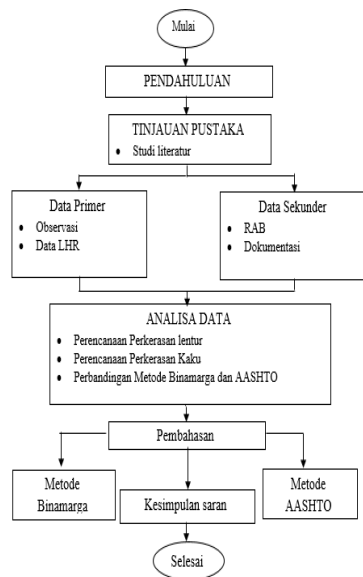 Mulai
PENDAHULUAN
TINJAUAN PUSTAKA
• Studi literatur
Data Primer
• Observasi
• Data LHR
Data Sekunder
• RAB
• Dokumentasi
ANALISA DATA
• Perencanaan Perkerasan lentur
• Perencanaan Perkerasan Kaku
• Perbandingan Metode Binamarga dan AASHTO
Pembahasan
Metode
Binamarga
Kesimpulan saran
Metode
AASHTO
Selesai